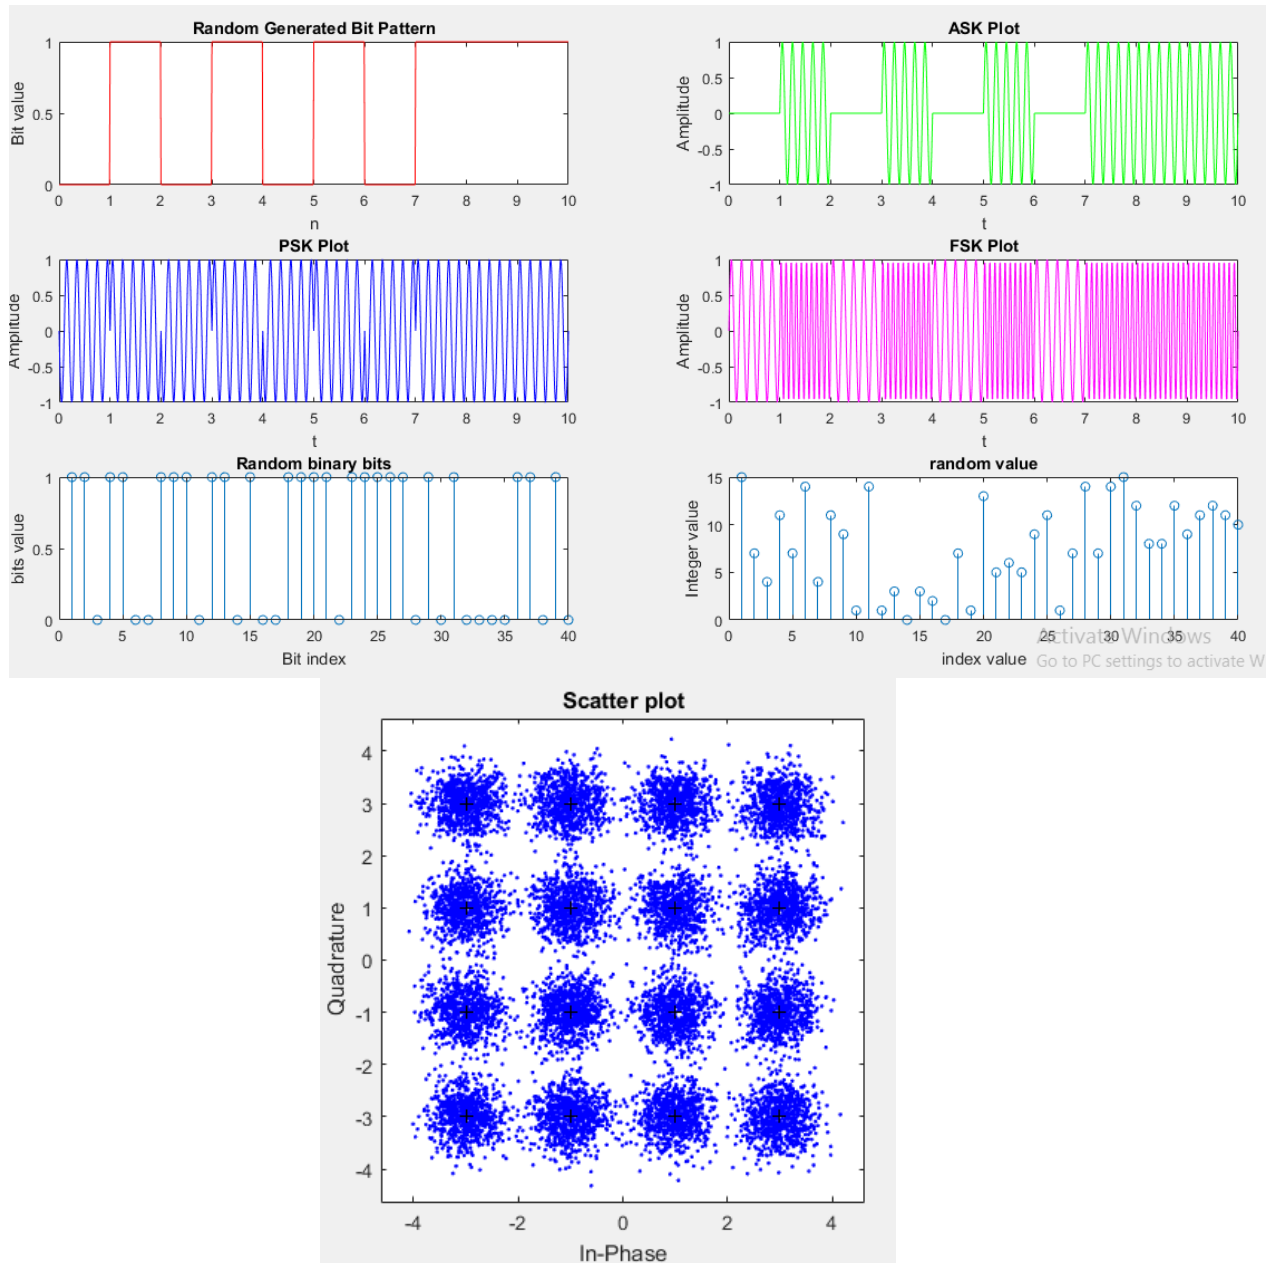 Random Generated Bit Pattern
Bit value
1
0.5
0
0 1 2 3 4 5 6 7 8 9 10
n
ASK Plot
Amplitude
1
0.5
0
-0.5
-1
0 1 2 3 4 5 6 7 8 9 10
t
PSK Plot
Amplitude
1
0.5
0
-0.5
-1
0 1 2 3 4 5 6 7 8 9 10
t
FSK Plot
Amplitude
1
0.5
0
-0.5
-1
0 1 2 3 4 5 6 7 8 9 10
t
Random binary bits
bits value
1
0.5
0
0 5 10 15 20 25 30 35 40
Bit index
random value
Integer value
15
10
5
0
0 5 10 15 20 25 30 35 40
index value
Activate Windows
Go to PC settings to activate W
Scatter plot
Quadrature
4
3
2
1
0
-1
-2
-3
-4
-4 -2 0 2 4
In-Phase